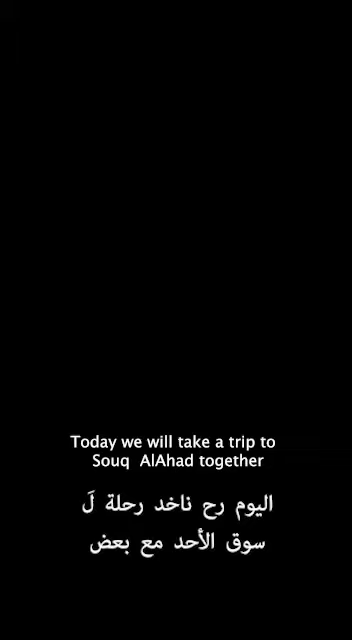 Today we will take a trip to
Souq AlAhad together
اليوم رح ناخد رحلة لَ
سوق الأحد مع بعض